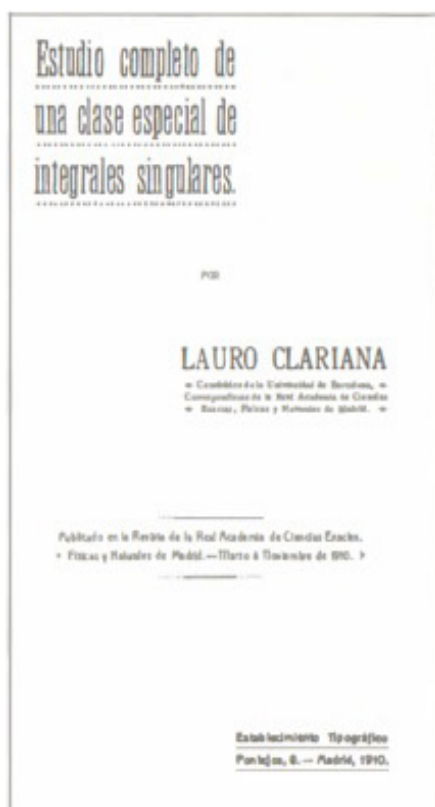 Estudio completo de
una clase especial de
integrales singulares.
POR
LAURO CLARIANA
Catedrático de la Universidad de Barcelona,
Correspondiente de la Real Academia de Ciencias
Exactas, Físicas y Naturales de Madrid.
Publicado en la Revista de la Real Academia de Ciencias Exactas,
Físicas y Naturales de Madrid.—Marzo á Noviembre de 1910.
Establecimiento Tipográfico
Pontejos, 8. — Madrid, 1910.